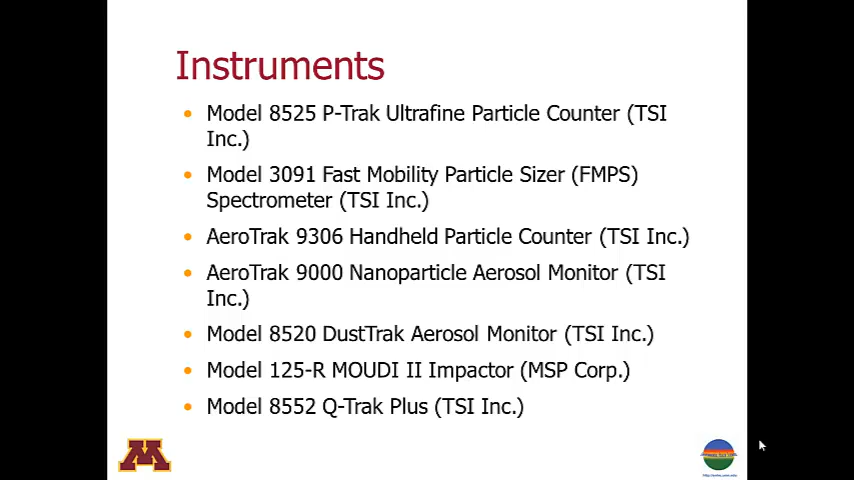 Instruments
Model 8525 P-Trak Ultrafine Particle Counter (TSI
Inc.)
Model 3091 Fast Mobility Particle Sizer (FMPS)
Spectrometer (TSI Inc.)
AeroTrak 9306 Handheld Particle Counter (TSI Inc.)
AeroTrak 9000 Nanoparticle Aerosol Monitor (TSI
Inc.)
Model 8520 DustTrak Aerosol Monitor (TSI Inc.)
Model 125-R MOUDI II Impactor (MSP Corp.)
Model 8552 Q-Trak Plus (TSI Inc.)
M